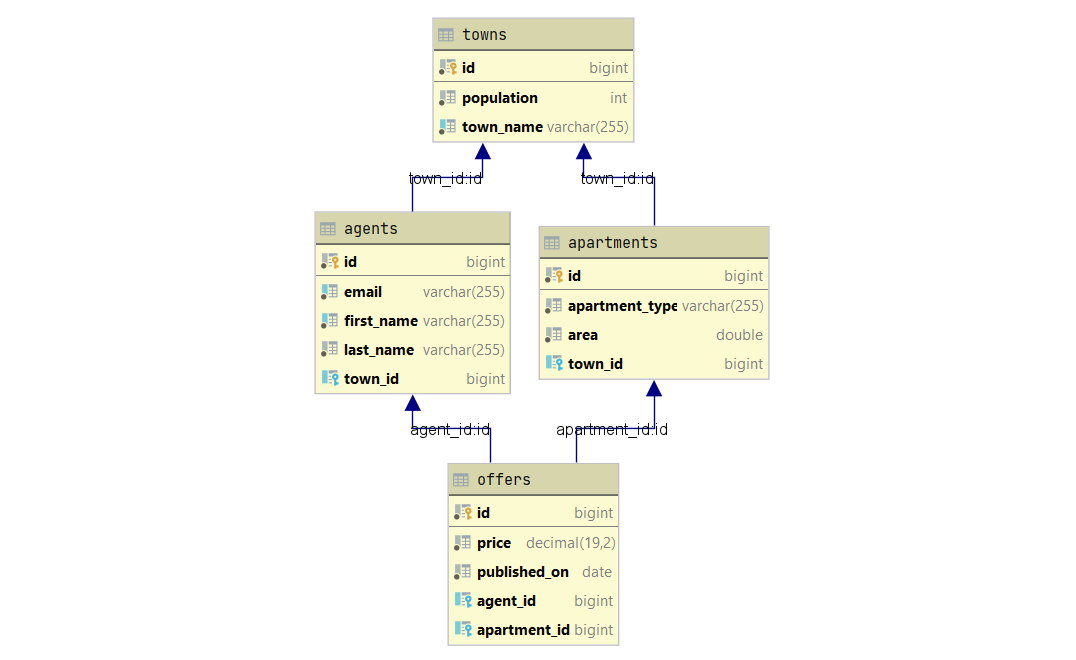 towns
id bigint
population int
town_name varchar(255)
town_id:id
town_id:id
agents
id bigint
email varchar(255)
first_name varchar(255)
last_name varchar(255)
town_id bigint
apartments
id bigint
apartment_type varchar(255)
area double
town_id bigint
agent_id:id
apartment_id:id
offers
id bigint
price decimal(19,2)
published_on date
agent_id bigint
apartment_id bigint